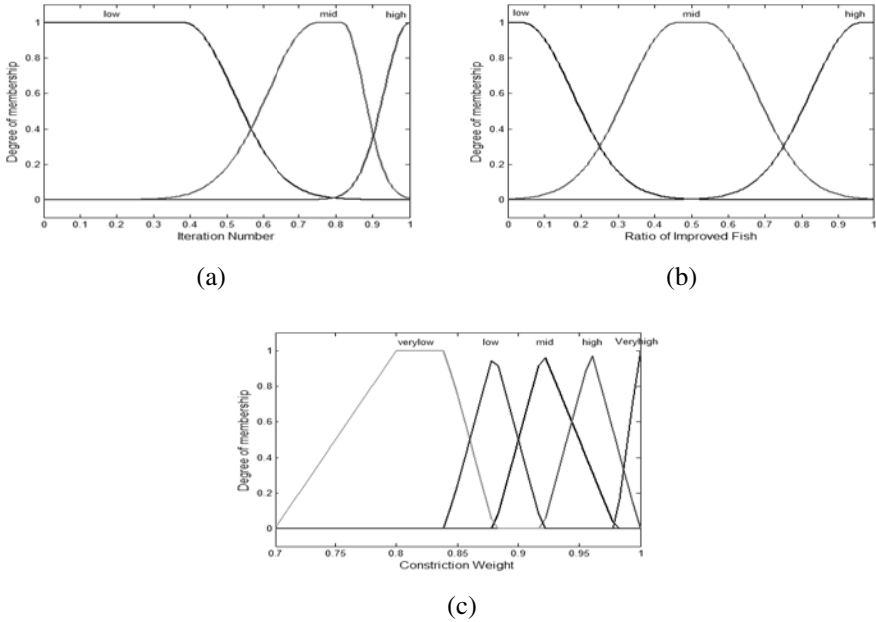 low mid high
1
0.8
0.6
0.4
0.2
0
Degree of membership
0 0.1 0.2 0.3 0.4 0.5 0.6 0.7 0.8 0.9 1
Iteration Number
(a)
low mid high
1
0.8
0.6
0.4
0.2
0
Degree of membership
0 0.1 0.2 0.3 0.4 0.5 0.6 0.7 0.8 0.9 1
Ratio of Improved Fish
(b)
verylow low mid high Veryhigh
1
0.8
0.6
0.4
0.2
0
Degree of membership
0.7 0.75 0.8 0.85 0.9 0.95 1
Constriction Weight
(c)